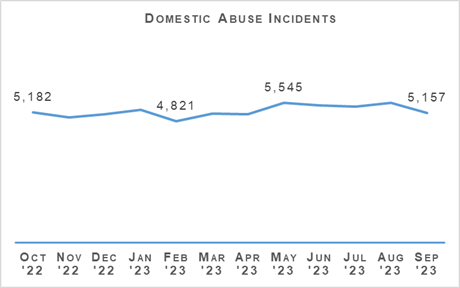 Domestic Abuse Incidents
5,545
5,182
4,821
5,157
Oct Nov Dec Jan Feb Mar Apr May Jun Jul Aug Sep
'22 '22 '22 '23 '23 '23 '23 '23 '23 '23 '23 '23